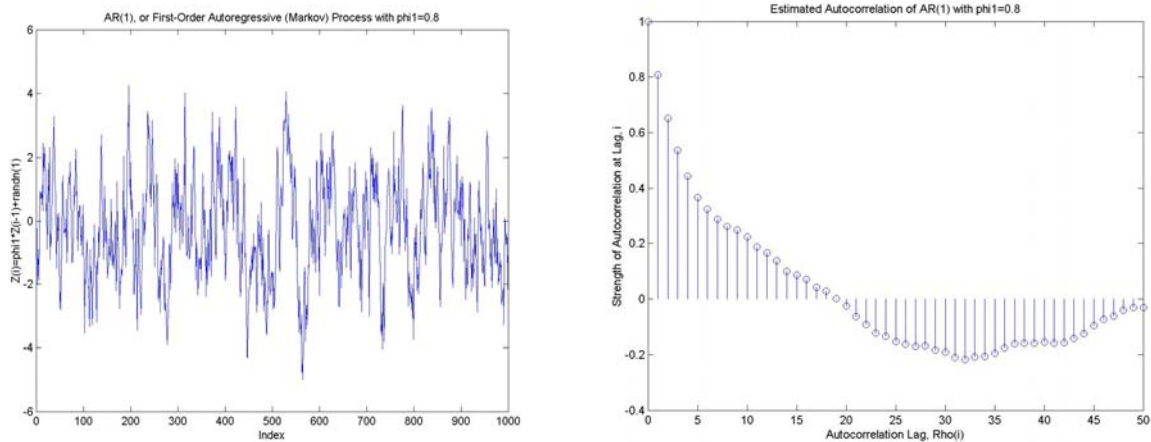 AR(1), or First-Order Autoregressive (Markov) Process with phi1=0.8
6
4
2
0
-2
-4
-6
Z(i)=phi1*Z(i-1)+randn(1)
0 100 200 300 400 500 600 700 800 900 1000
Index
Estimated Autocorrelation of AR(1) with phi1=0.8
1
0.8
0.6
0.4
0.2
0
-0.2
-0.4
Strength of Autocorrelation at Lag, i
0 5 10 15 20 25 30 35 40 45 50
Autocorrelation Lag, Rho(i)